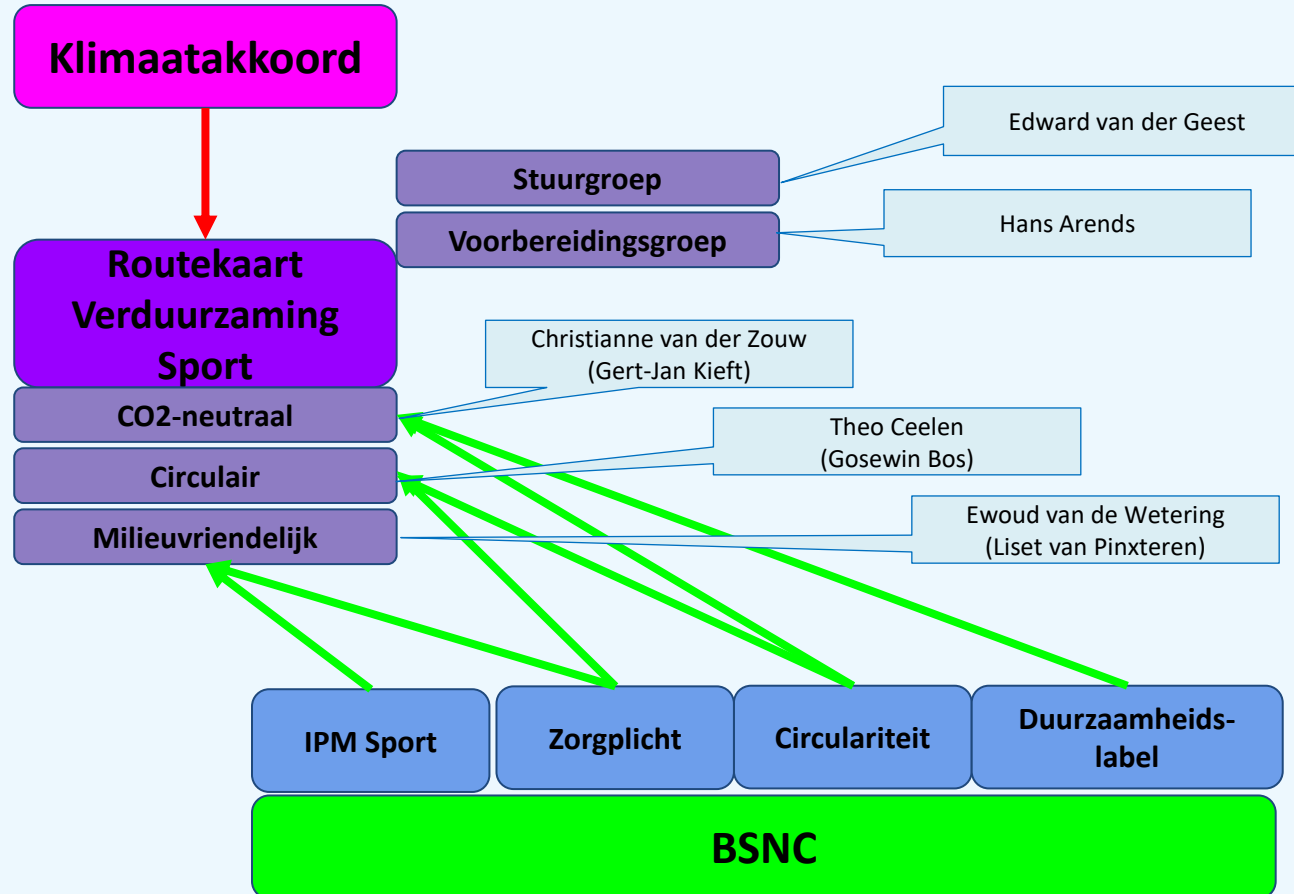 Klimaatakkoord
Edward van der Geest
Stuurgroep
Hans Arends
Voorbereidingsgroep
Routekaart
Verduurzaming
Sport
Christianne van der Zouw
(Gert-Jan Kieft)
CO2-neutraal
Theo Ceelen
(Gosewin Bos)
Circulair
Ewoud van de Wetering
(Liset van Pinxteren)
Milieuvriendelijk
IPM Sport
Zorgplicht
Circulariteit
Duurzaamheids-
label
BSNC